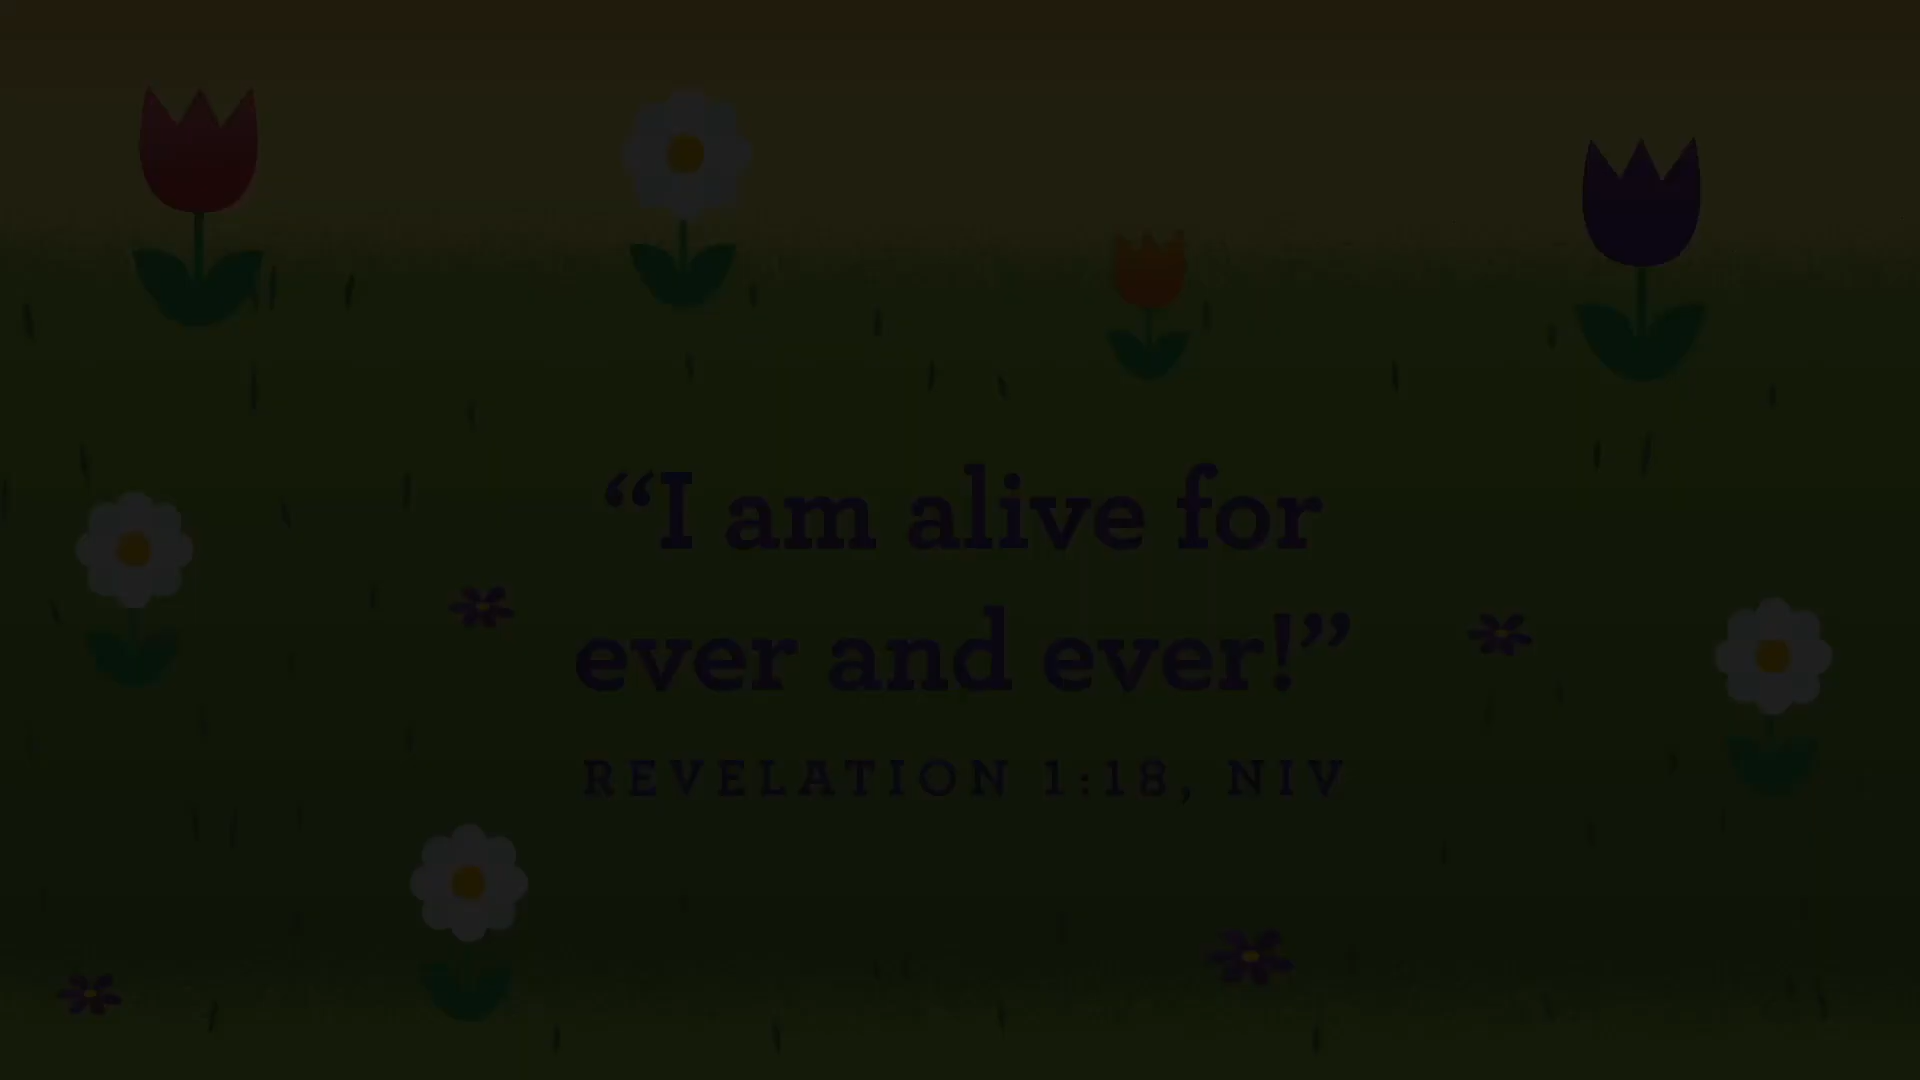 “I am alive for
ever and ever!”
REVELATION 1:18, NIV